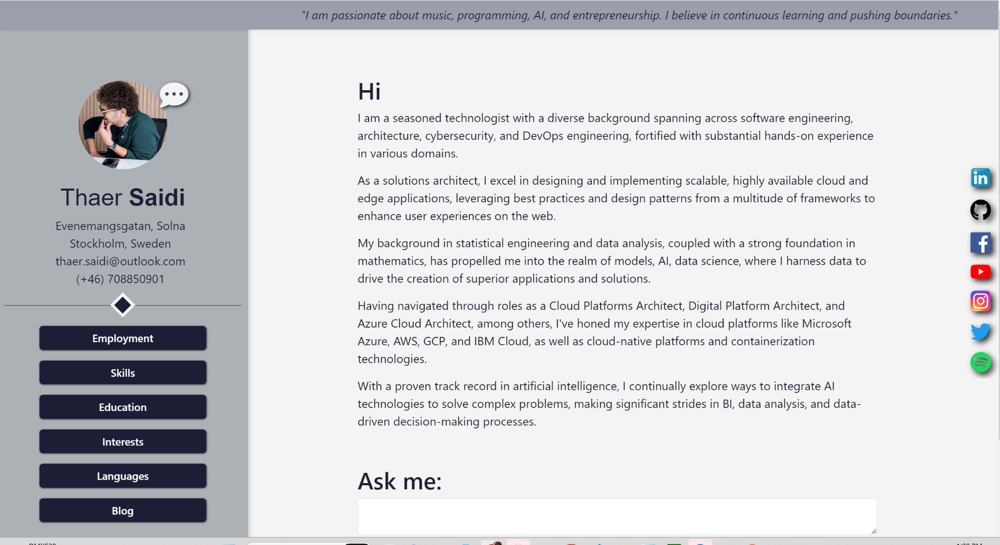 "I am passionate about music, programming, AI, and entrepreneurship. I believe in continuous learning and pushing boundaries."
Thaer Saidi
Evenemangsgatan, Solna
Stockholm, Sweden
thaer.saidi@outlook.com
(+46) 708850901
Employment
Skills
Education
Interests
Languages
Blog
Hi
I am a seasoned technologist with a diverse background spanning across software engineering,
architecture, cybersecurity, and DevOps engineering, fortified with substantial hands-on experience
in various domains.
As a solutions architect, I excel in designing and implementing scalable, highly available cloud and
edge applications, leveraging best practices and design patterns from a multitude of frameworks to
enhance user experiences on the web.
My background in statistical engineering and data analysis, coupled with a strong foundation in
mathematics, has propelled me into the realm of models, AI, data science, where I harness data to
drive the creation of superior applications and solutions.
Having navigated through roles as a Cloud Platforms Architect, Digital Platform Architect, and
Azure Cloud Architect, among others, I've honed my expertise in cloud platforms like Microsoft
Azure, AWS, GCP, and IBM Cloud, as well as cloud-native platforms and containerization
technologies.
With a proven track record in artificial intelligence, I continually explore ways to integrate AI
technologies to solve complex problems, making significant strides in BI, data analysis, and data-
driven decision-making processes.
Ask me:
in